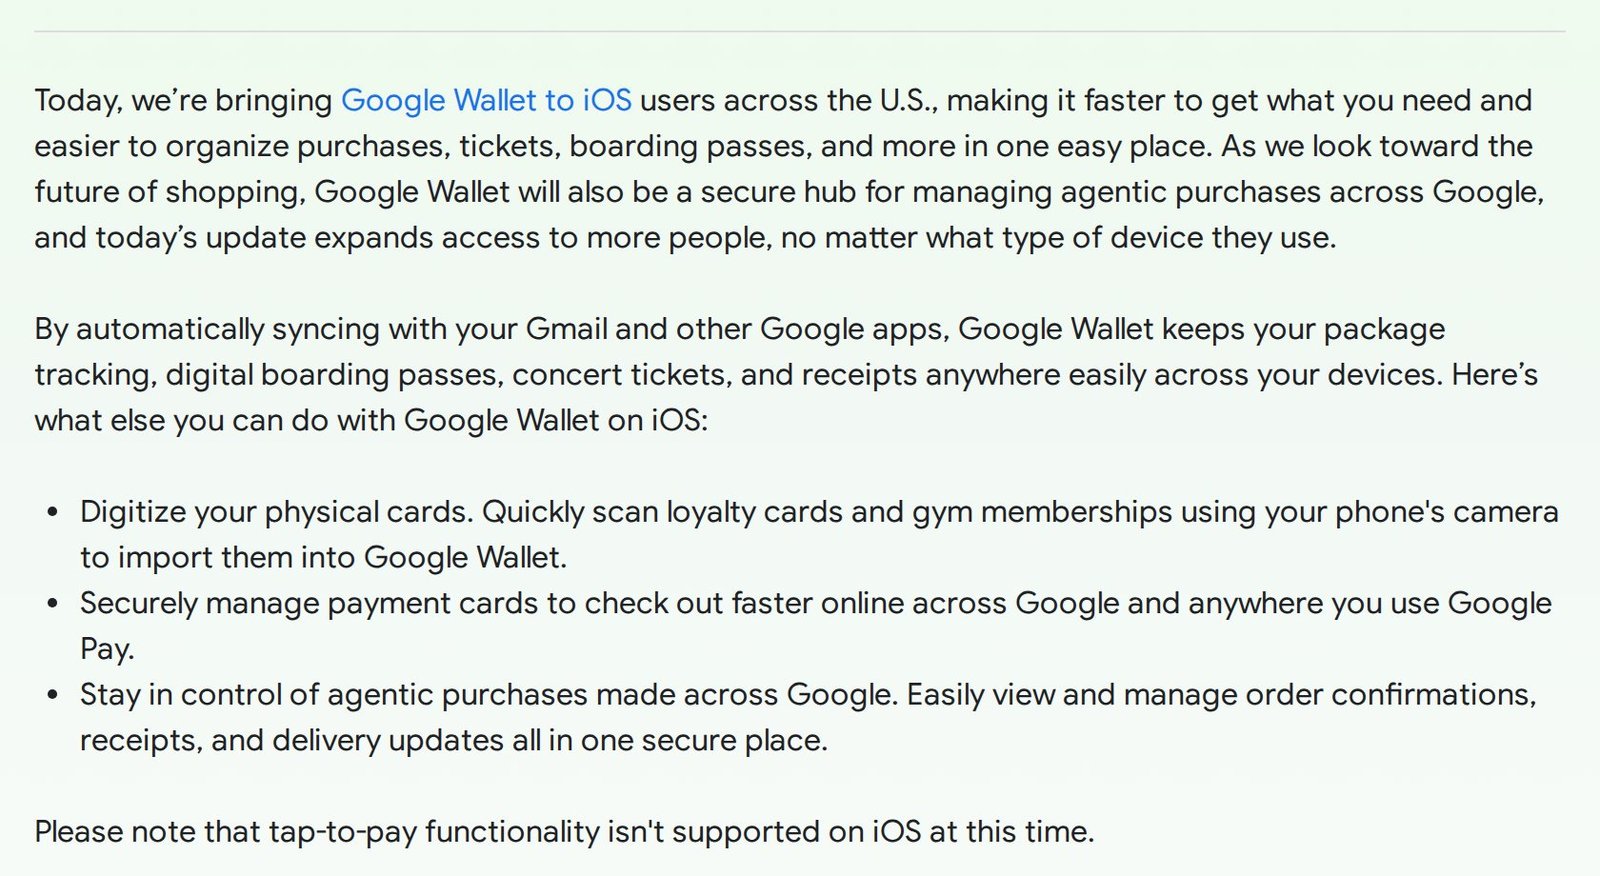 Today, we’re bringing Google Wallet to iOS users across the U.S., making it faster to get what you need and
easier to organize purchases, tickets, boarding passes, and more in one easy place. As we look toward the
future of shopping, Google Wallet will also be a secure hub for managing agentic purchases across Google,
and today’s update expands access to more people, no matter what type of device they use.
By automatically syncing with your Gmail and other Google apps, Google Wallet keeps your package
tracking, digital boarding passes, concert tickets, and receipts anywhere easily across your devices. Here’s
what else you can do with Google Wallet on iOS:
• Digitize your physical cards. Quickly scan loyalty cards and gym memberships using your phone's camera
to import them into Google Wallet.
• Securely manage payment cards to check out faster online across Google and anywhere you use Google
Pay.
• Stay in control of agentic purchases made across Google. Easily view and manage order confirmations,
receipts, and delivery updates all in one secure place.
Please note that tap-to-pay functionality isn't supported on iOS at this time.